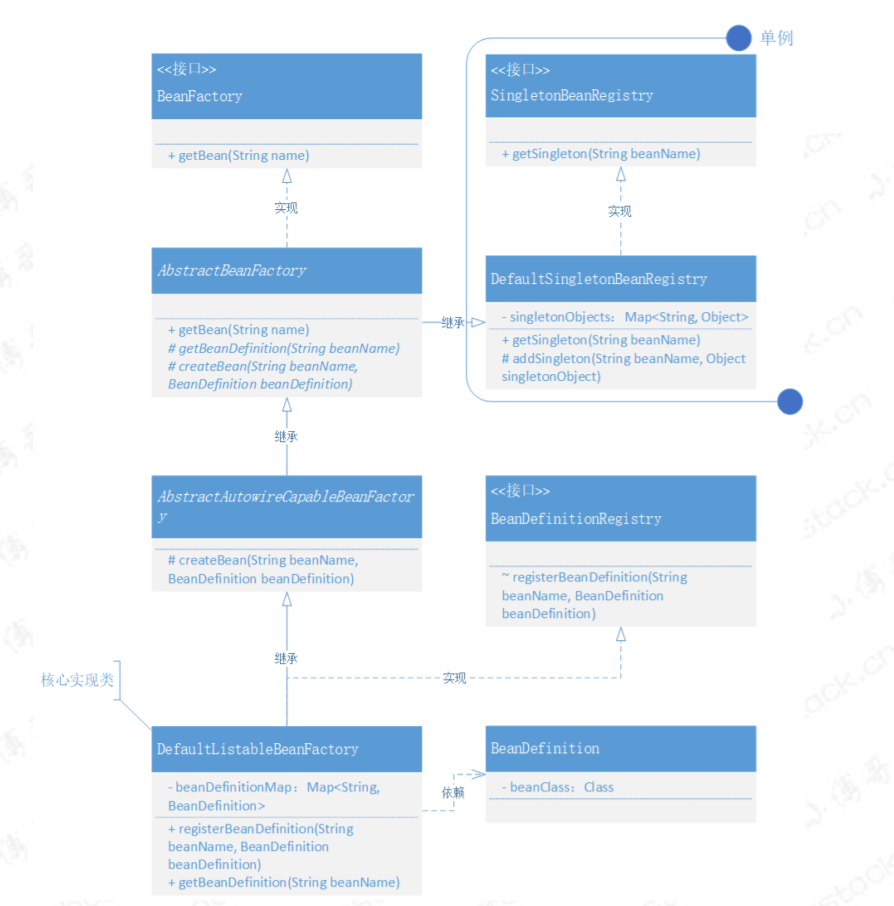 单例
<<接口>>
BeanFactory
+ getBean(String name)
<<接口>>
SingletonBeanRegistry
+ getSingleton(String beanName)
实现
实现
AbstractBeanFactory
+ getBean(String name)
# getBeanDefinition(String beanName)
# createBean(String beanName,
BeanDefinition beanDefinition)
继承
DefaultSingletonBeanRegistry
- singletonObjects：Map<String, Object>
+ getSingleton(String beanName)
# addSingleton(String beanName, Object
singletonObject)
继承
AbstractAutowireCapableBeanFactor
y
# createBean(String beanName,
BeanDefinition beanDefinition)
<<接口>>
BeanDefinitionRegistry
~ registerBeanDefinition(String
beanName, BeanDefinition
beanDefinition)
继承
实现
核心实现类
DefaultListableBeanFactory
- beanDefinitionMap：Map<String,
BeanDefinition>
+ registerBeanDefinition(String
beanName, BeanDefinition
beanDefinition)
+ getBeanDefinition(String beanName)
依赖
BeanDefinition
- beanClass：Class